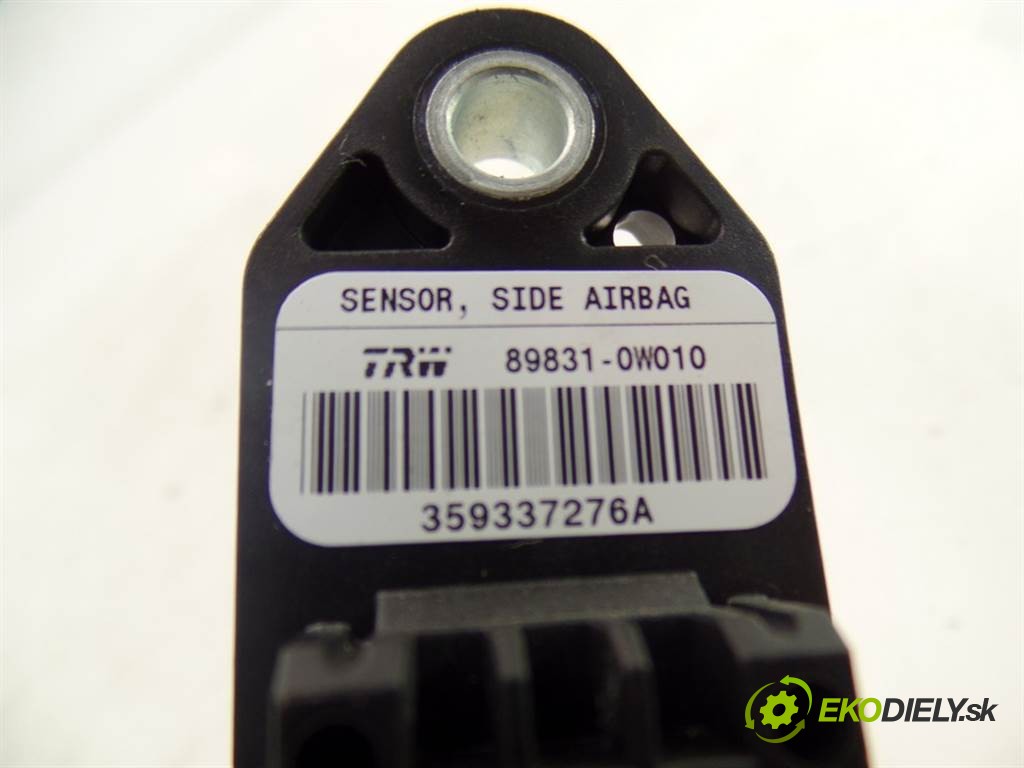 SENSOR, SIDE AIRBAG
TRW 89831-0W010
359337276A
EKODIELY.sk